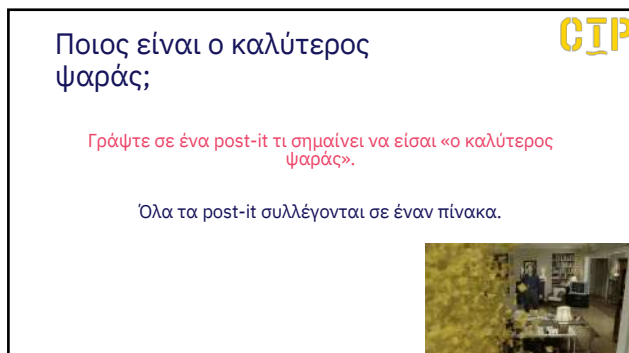 Ποιος είναι ο καλύτερος
ψαράς;
CTP
Γράψτε σε ένα post-it τι σημαίνει να είσαι «ο καλύτερος
ψαράς».
Όλα τα post-it συλλέγονται σε έναν πίνακα.